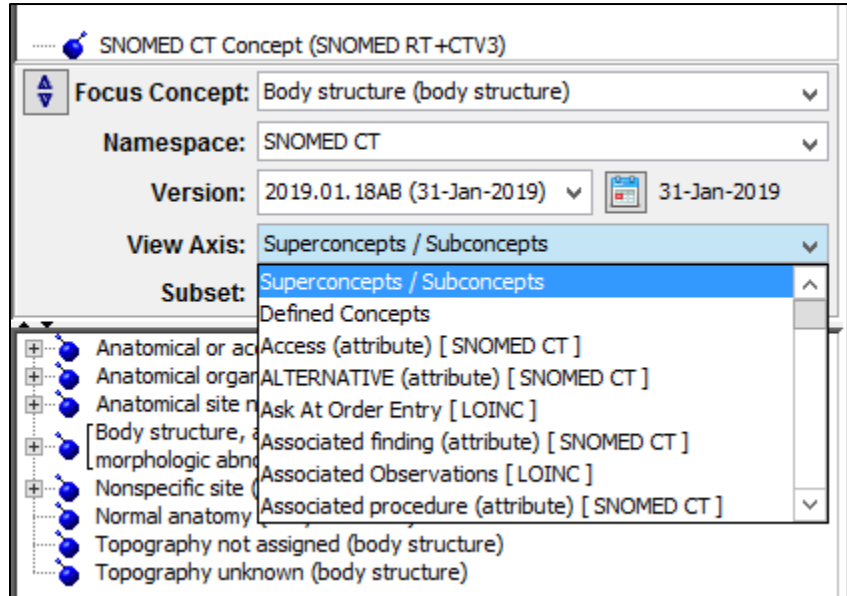 SNOMED CT Concept (SNOMED RT+CTV3)
Focus Concept: Body structure (body structure)
Namespace: SNOMED CT
Version: 2019.01.18AB (31-Jan-2019) 31-Jan-2019
View Axis: Superconcepts / Subconcepts
Subset: Superconcepts / Subconcepts
Defined Concepts
Anatomical or Access (attribute) [ SNOMED CT ]
Anatomical ALTERNATIVE (attribute) [ SNOMED CT ]
Anatomical site Ask At Order Entry [ LOINC ]
[Body structure, Associated finding (attribute) [ SNOMED CT ]
morphologic Associated Observations [ LOINC ]
Nonspecific site
Normal anatomy Associated procedure (attribute) [ SNOMED CT ]
Topography not assigned (body structure)
Topography unknown (body structure)